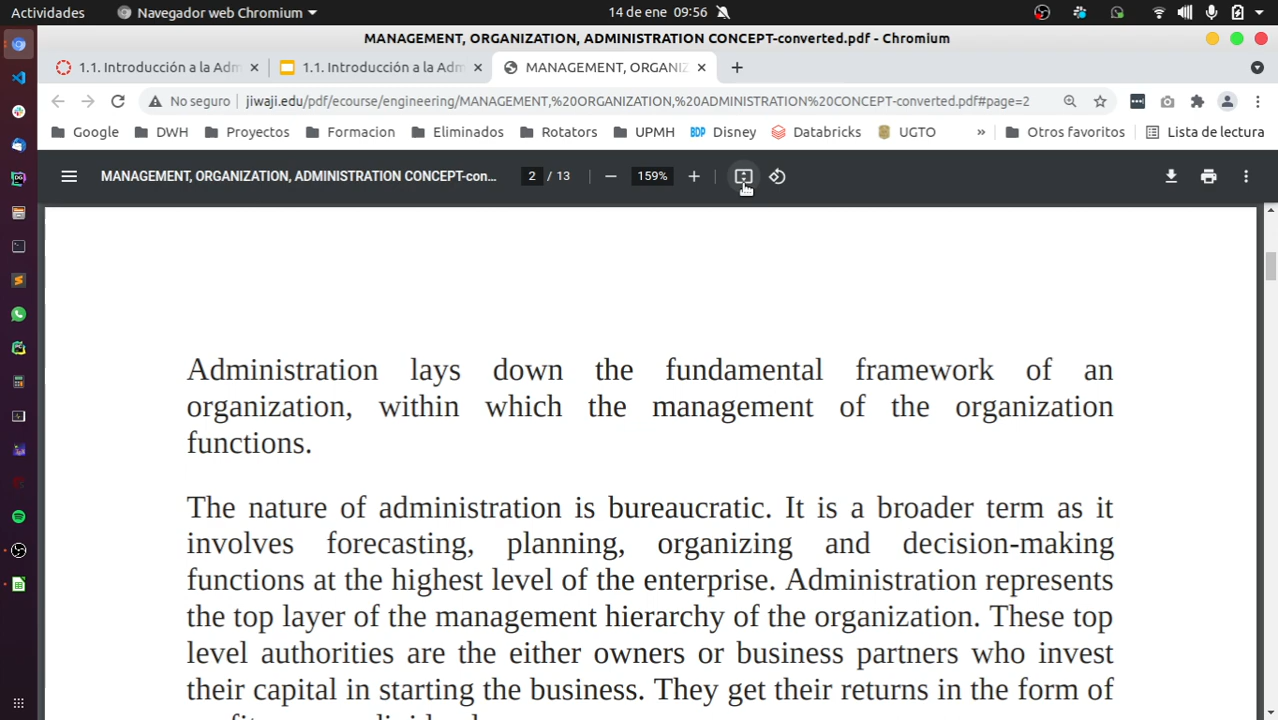 Actividades
Navegador web Chromium
14 de ene 09:56
MANAGEMENT, ORGANIZATION, ADMINISTRATION CONCEPT-converted.pdf - Chromium
1.1. Introducción a la Adm
1.1. Introducción a la Adm
MANAGEMENT, ORGANIZ
No seguro
jiwaji.edu/pdf/ecourse/engineering/MANAGEMENT,%20ORGANIZATION,%20ADMINISTRATION%20CONCEPT-converted.pdf#page=2
Google
DWH
Proyectos
Formacion
Eliminados
Rotators
UPMH
BDP Disney
Databricks
UGTO
»
Otros favoritos
Lista de lectura
MANAGEMENT, ORGANIZATION, ADMINISTRATION CONCEPT-con...
2 / 13
159%
Administration lays down the fundamental framework of an
organization, within which the management of the organization
functions.
The nature of administration is bureaucratic. It is a broader term as it
involves forecasting, planning, organizing and decision-making
functions at the highest level of the enterprise. Administration represents
the top layer of the management hierarchy of the organization. These top
level authorities are the either owners or business partners who invest
their capital in starting the business. They get their returns in the form of